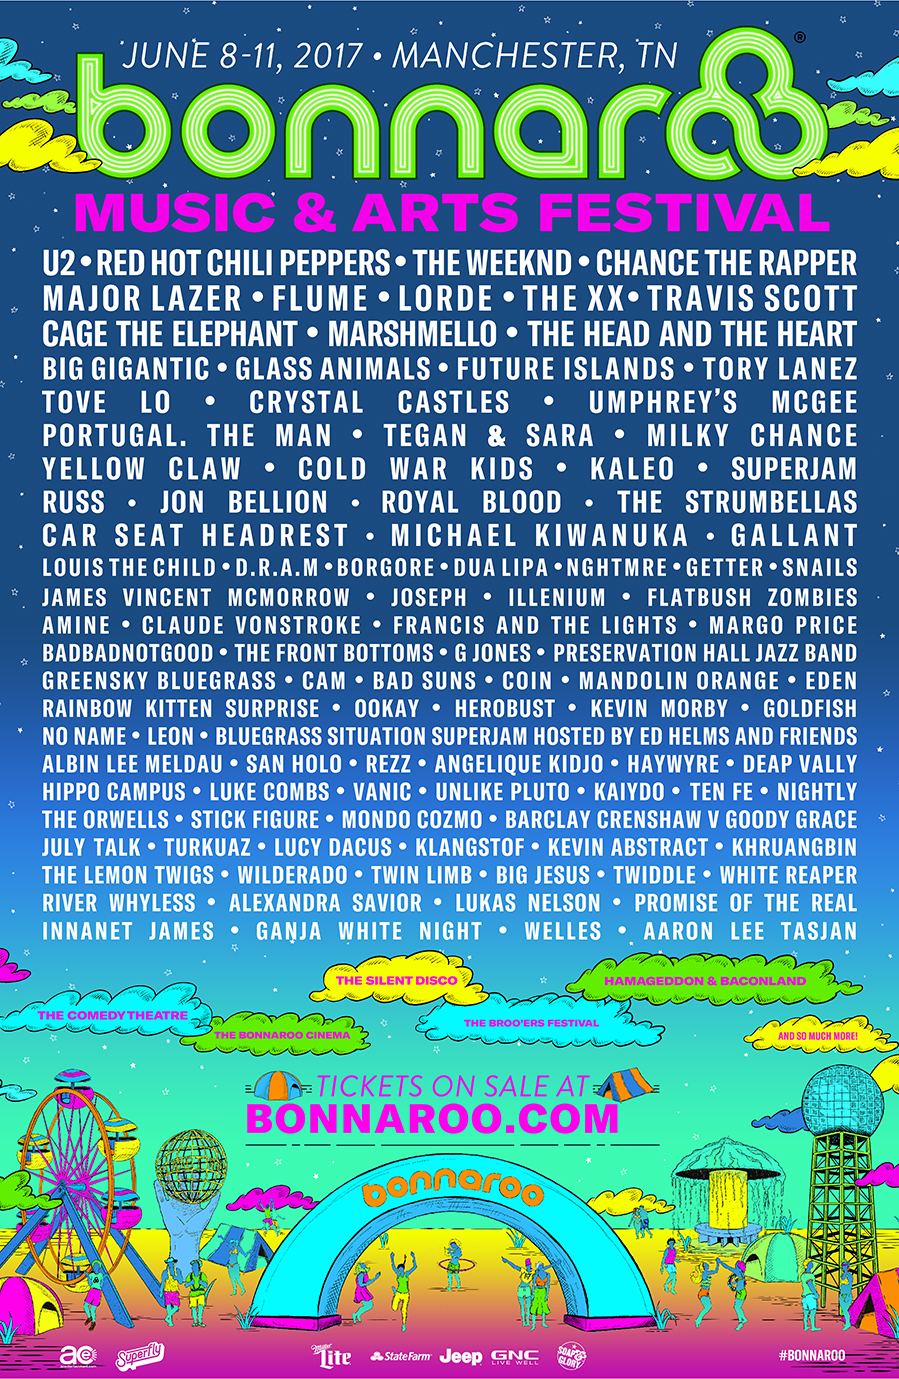 JUNE 8-11, 2017 • MANCHESTER, TN
bonnaroo®
MUSIC & ARTS FESTIVAL
U2 • RED HOT CHILI PEPPERS • THE WEEKND • CHANCE THE RAPPER
MAJOR LAZER • FLUME • LORDE • THE XX • TRAVIS SCOTT
CAGE THE ELEPHANT • MARSHMELLO • THE HEAD AND THE HEART
BIG GIGANTIC • GLASS ANIMALS • FUTURE ISLANDS • TORY LANEZ
TOVE LO • CRYSTAL CASTLES • UMPHREY'S MCGEE
PORTUGAL. THE MAN • TEGAN & SARA • MILKY CHANCE
YELLOW CLAW • COLD WAR KIDS • KALEO • SUPERJAM
RUSS • JON BELLION • ROYAL BLOOD • THE STRUMBELLAS
CAR SEAT HEADREST • MICHAEL KIWANUKA • GALLANT
LOUIS THE CHILD • D.R.A.M • BORGORE • DUA LIPA • NGHTMRE • GETTER • SNAILS
JAMES VINCENT MCMORROW • JOSEPH • ILLENIUM • FLATBUSH ZOMBIES
AMINE • CLAUDE VONSTROKE • FRANCIS AND THE LIGHTS • MARGO PRICE
BADBADNOTGOOD • THE FRONT BOTTOMS • G JONES • PRESERVATION HALL JAZZ BAND
GREENSKY BLUEGRASS • CAM • BAD SUNS • COIN • MANDOLIN ORANGE • EDEN
RAINBOW KITTEN SURPRISE • OOKAY • HEROBUST • KEVIN MORBY • GOLDFISH
NO NAME • LEON • BLUEGRASS SITUATION SUPERJAM HOSTED BY ED HELMS AND FRIENDS
ALBIN LEE MELDAU • SAN HOLO • REZZ • ANGELIQUE KIDJO • HAYWYRE • DEAP VALLY
HIPPO CAMPUS • LUKE COMBS • VANIC • UNLIKE PLUTO • KAIYDO • TEN FE • NIGHTLY
THE ORWELLS • STICK FIGURE • MONDO COZMO • BARCLAY CRENSHAW V GOODY GRACE
JULY TALK • TURKUAZ • LUCY DACUS • KLANGSTOF • KEVIN ABSTRACT • KHRUANGBIN
THE LEMON TWIGS • WILDERADO • TWIN LIMB • BIG JESUS • TWIDDLE • WHITE REAPER
RIVER WHYLESS • ALEXANDRA SAVIOR • LUKAS NELSON • PROMISE OF THE REAL
INNANET JAMES • GANJA WHITE NIGHT • WELLES • AARON LEE TASJAN
THE SILENT DISCO
HAMAGEDDON & BACONLAND
THE COMEDY THEATRE
THE BROO'ERS FESTIVAL
THE BONNAROO CINEMA
AND SO MUCH MORE!
TICKETS ON SALE AT
BONNAROO.COM
bonnaroo
ae Superfly Miller Lite StateFarm Jeep GNC LIVE WELL SOAP & GLORY #BONNAROO